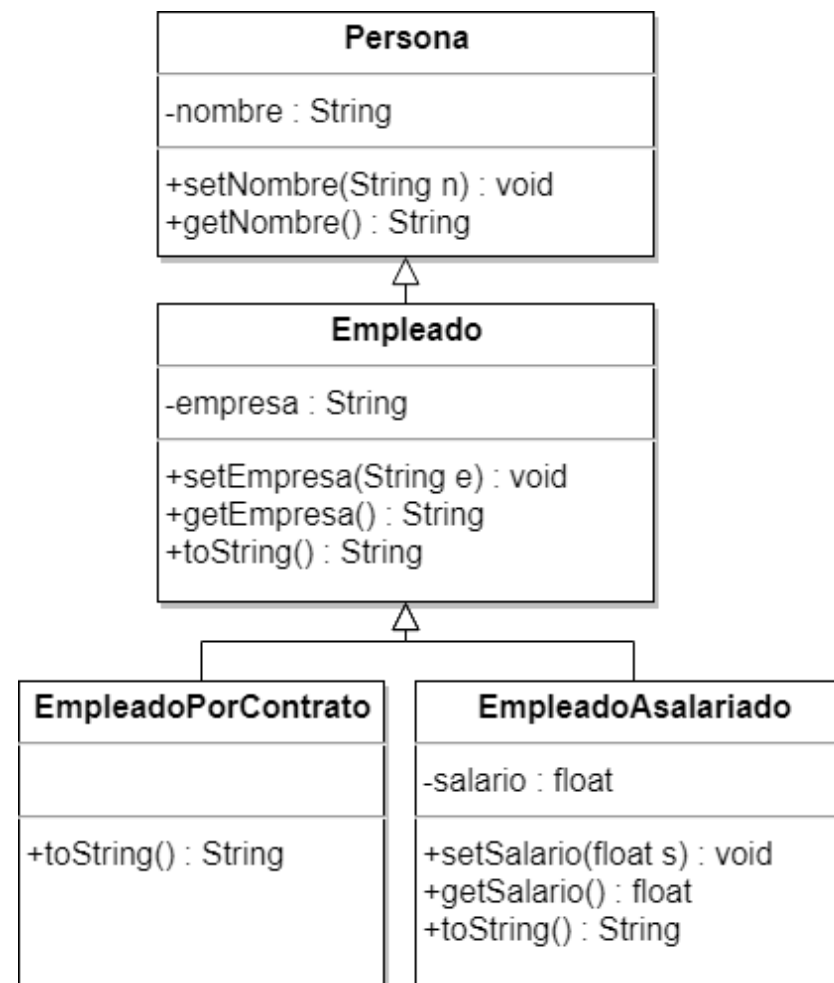 Persona
-nombre : String
+setNombre(String n) : void
+getNombre() : String
Empleado
-empresa : String
+setEmpresa(String e) : void
+getEmpresa() : String
+toString() : String
EmpleadoPorContrato
+toString() : String
EmpleadoAsalariado
-salario : float
+setSalario(float s) : void
+getSalario() : float
+toString() : String